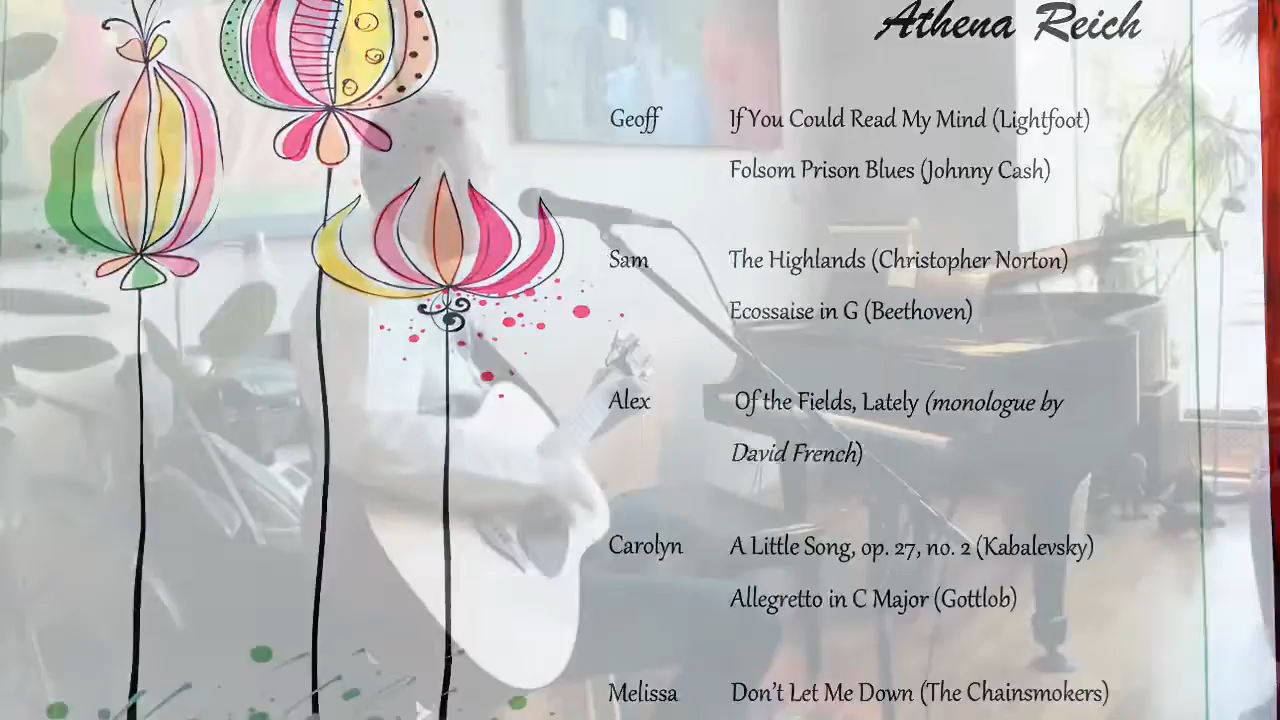 Athena Reich
Geoff If You Could Read My Mind (Lightfoot)
Folsom Prison Blues (Johnny Cash)
Sam The Highlands (Christopher Norton)
Ecossaise in G (Beethoven)
Alex Of the Fields, Lately (monologue by
David French)
Carolyn A Little Song, op. 27, no. 2 (Kabalevsky)
Allegretto in C Major (Gottlob)
Melissa Don't Let Me Down (The Chainsmokers)